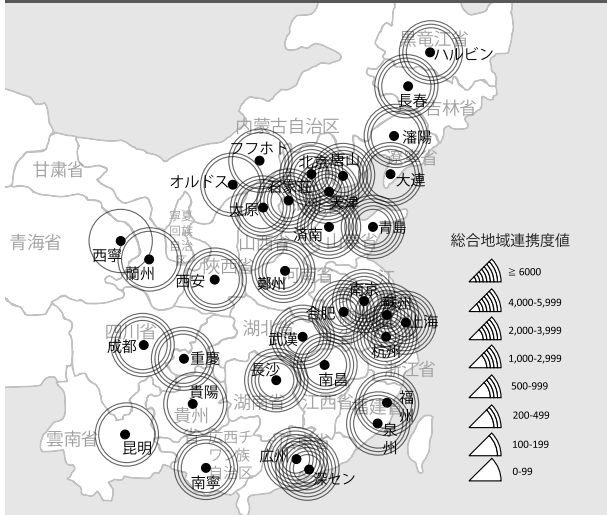 黒竜江省
ハルビン
長春
吉林省
内蒙古自治区
瀋陽
遼寧省
フフホト
北京
唐山
甘粛省
オルドス
大連
石家荘
天津
太原
寧夏
回族
自治
区
青海省
済南
青島
山東省
山西省
西寧
蘭州
陝西省
西安
鄭州
河南省
南京
蘇州
合肥
上海
四川省
湖北省
武漢
成都
重慶
杭州
浙江省
長沙
南昌
貴陽
貴州
湖南省
江西省
福建省
福州
泉州
雲南省
昆明
広西チ
ワン族
自治区
広州
南寧
深セン
総合地域連携度値
≧ 6000
4,000-5,999
2,000-3,999
1,000-2,999
500-999
200-499
100-199
0-99